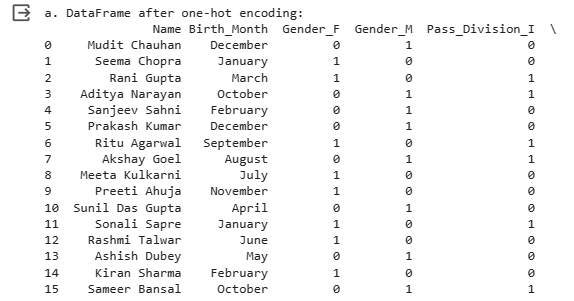 a. DataFrame after one-hot encoding:
Name Birth_Month Gender_F Gender_M Pass_Division_I \
0 Mudit Chauhan December 0 1 0
1 Seema Chopra January 1 0 0
2 Rani Gupta March 1 0 1
3 Aditya Narayan October 0 1 1
4 Sanjeev Sahni February 0 1 0
5 Prakash Kumar December 0 1 0
6 Ritu Agarwal September 1 0 1
7 Akshay Goel August 0 1 1
8 Meeta Kulkarni July 1 0 0
9 Preeti Ahuja November 1 0 0
10 Sunil Das Gupta April 0 1 0
11 Sonali Sapre January 1 0 1
12 Rashmi Talwar June 1 0 0
13 Ashish Dubey May 0 1 0
14 Kiran Sharma February 1 0 0
15 Sameer Bansal October 0 1 1